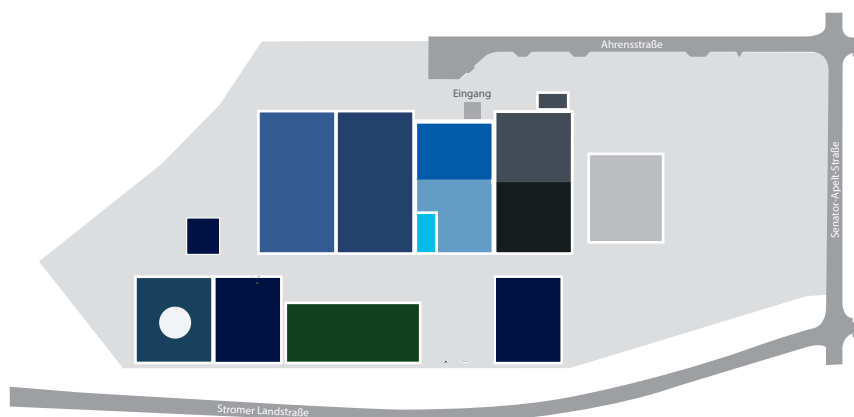 Ahrensstraße
Eingang
Senator-Apelt-Straße
Stromer Landstraße